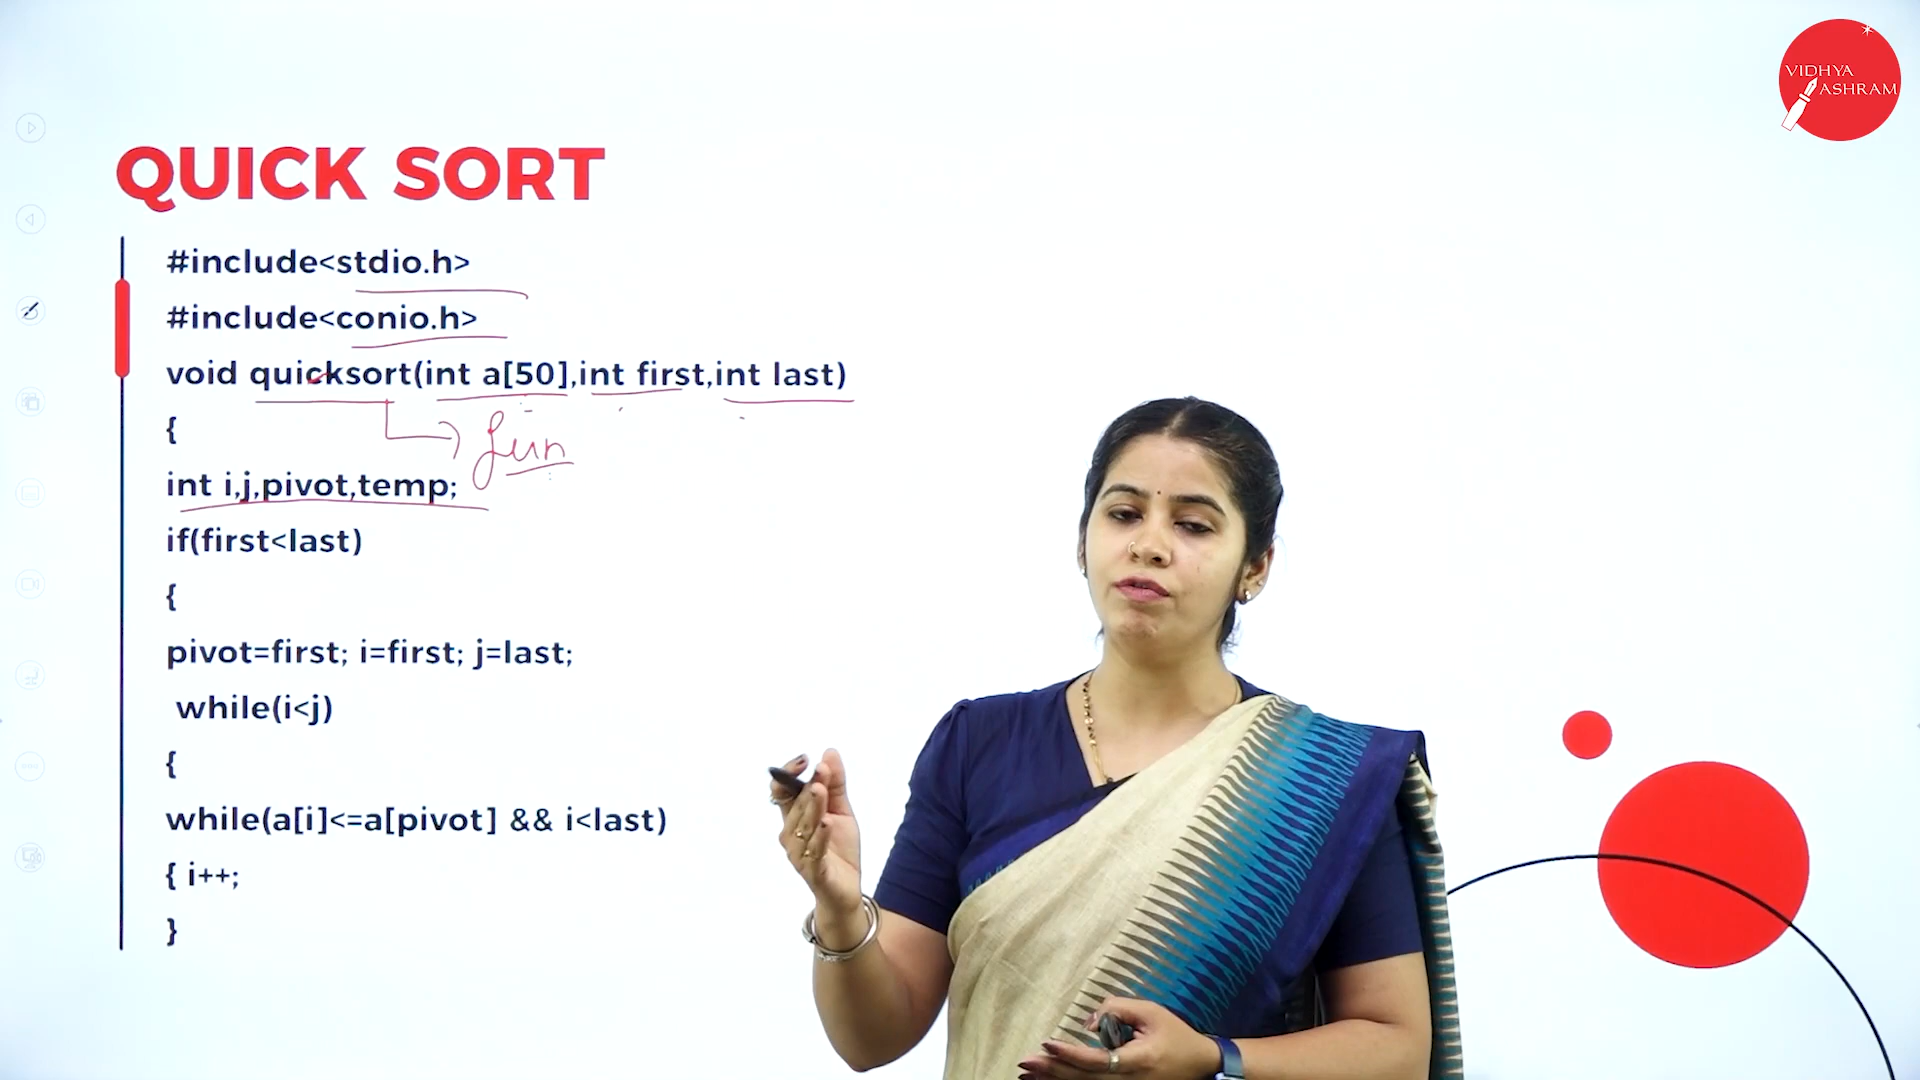 VIDHYA
ASHRAM
QUICK SORT
#include<stdio.h>
#include<conio.h>
void quicksort(int a[50],int first,int last)
{
fun
int i,j,pivot,temp;
if(first<last)
{
pivot=first; i=first; j=last;
while(i<j)
{
while(a[i]<=a[pivot] && i<last)
{ i++;
}